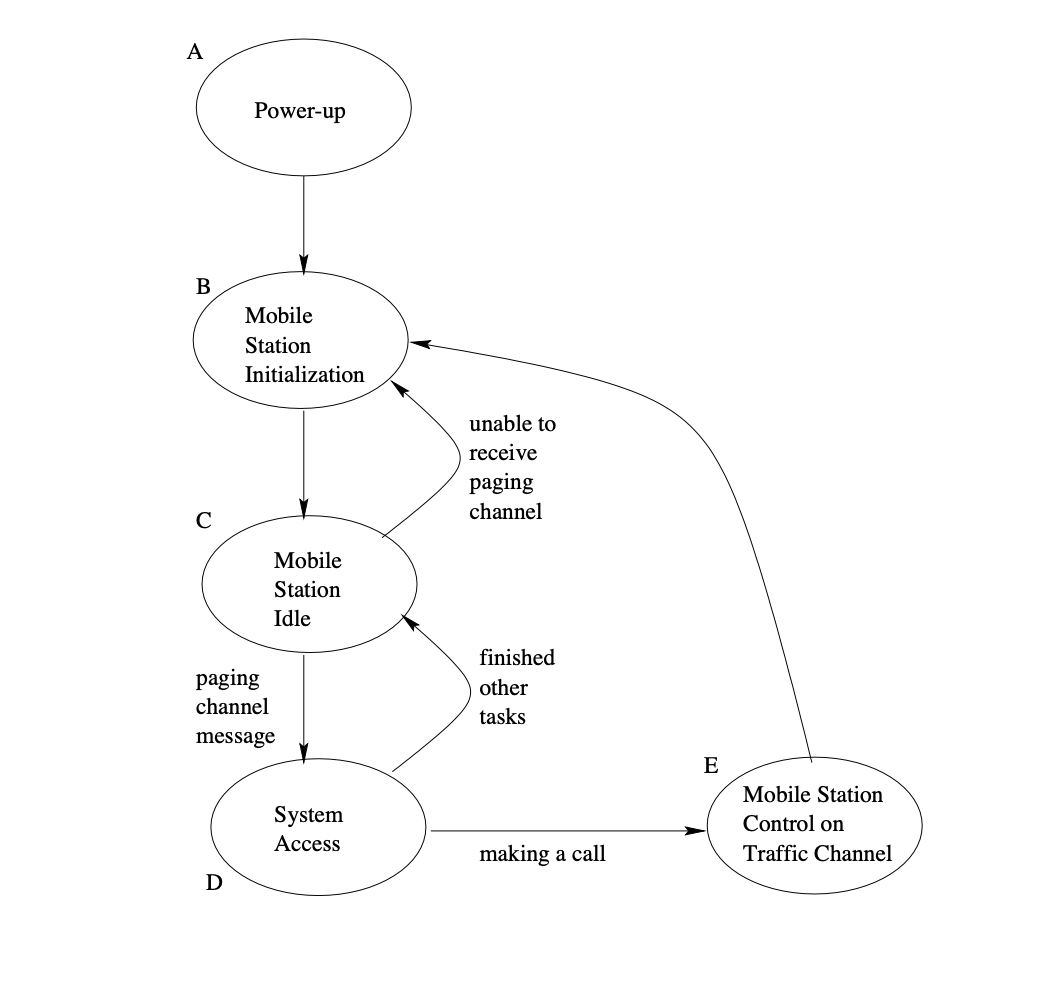 A
Power-up
B
Mobile
Station
Initialization
unable to
receive
paging
channel
C
Mobile
Station
Idle
finished
other
tasks
paging
channel
message
System
Access
D
making a call
E
Mobile Station
Control on
Traffic Channel